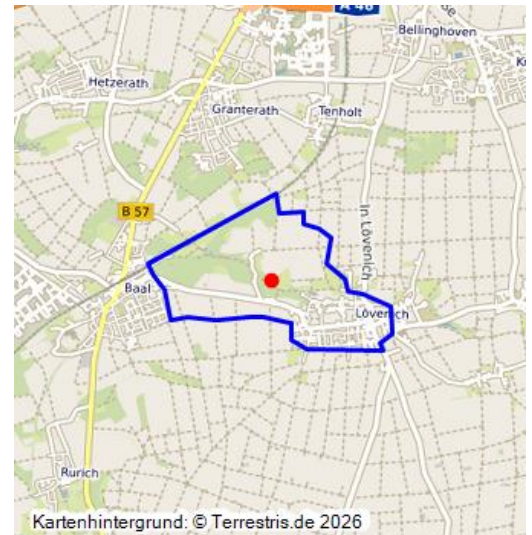 A 46
Bellinghoven
Hetzerath
Granterath
Tenholt
B 57
In Lövenich
Baal
Lövenich
Rurich
Kartenhintergrund: © Terrestris.de 2026